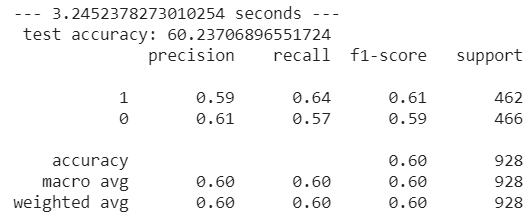 --- 3.2452378273010254 seconds ---
test accuracy: 60.23706896551724
precision recall f1-score support
1 0.59 0.64 0.61 462
0 0.61 0.57 0.59 466
accuracy 0.60 928
macro avg 0.60 0.60 0.60 928
weighted avg 0.60 0.60 0.60 928